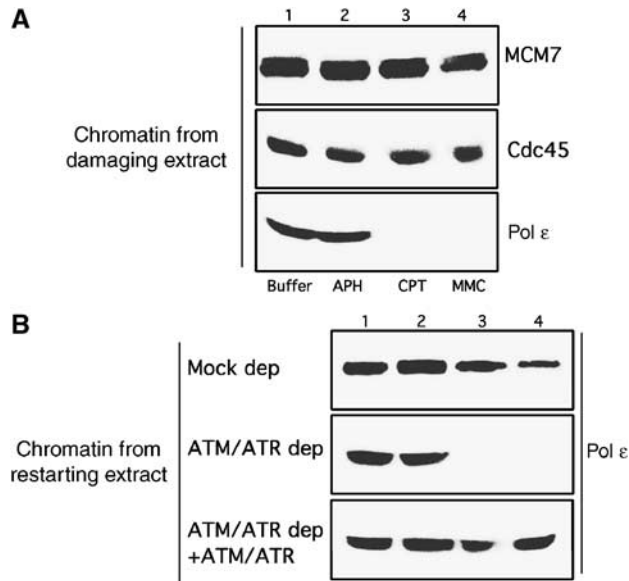 A
1 2 3 4
MCM7
Chromatin from
damaging extract
Cdc45
Pol ε
Buffer APH CPT MMC
B
1 2 3 4
Mock dep
Chromatin from
restarting extract
ATM/ATR dep
Pol ε
ATM/ATR dep
+ATM/ATR